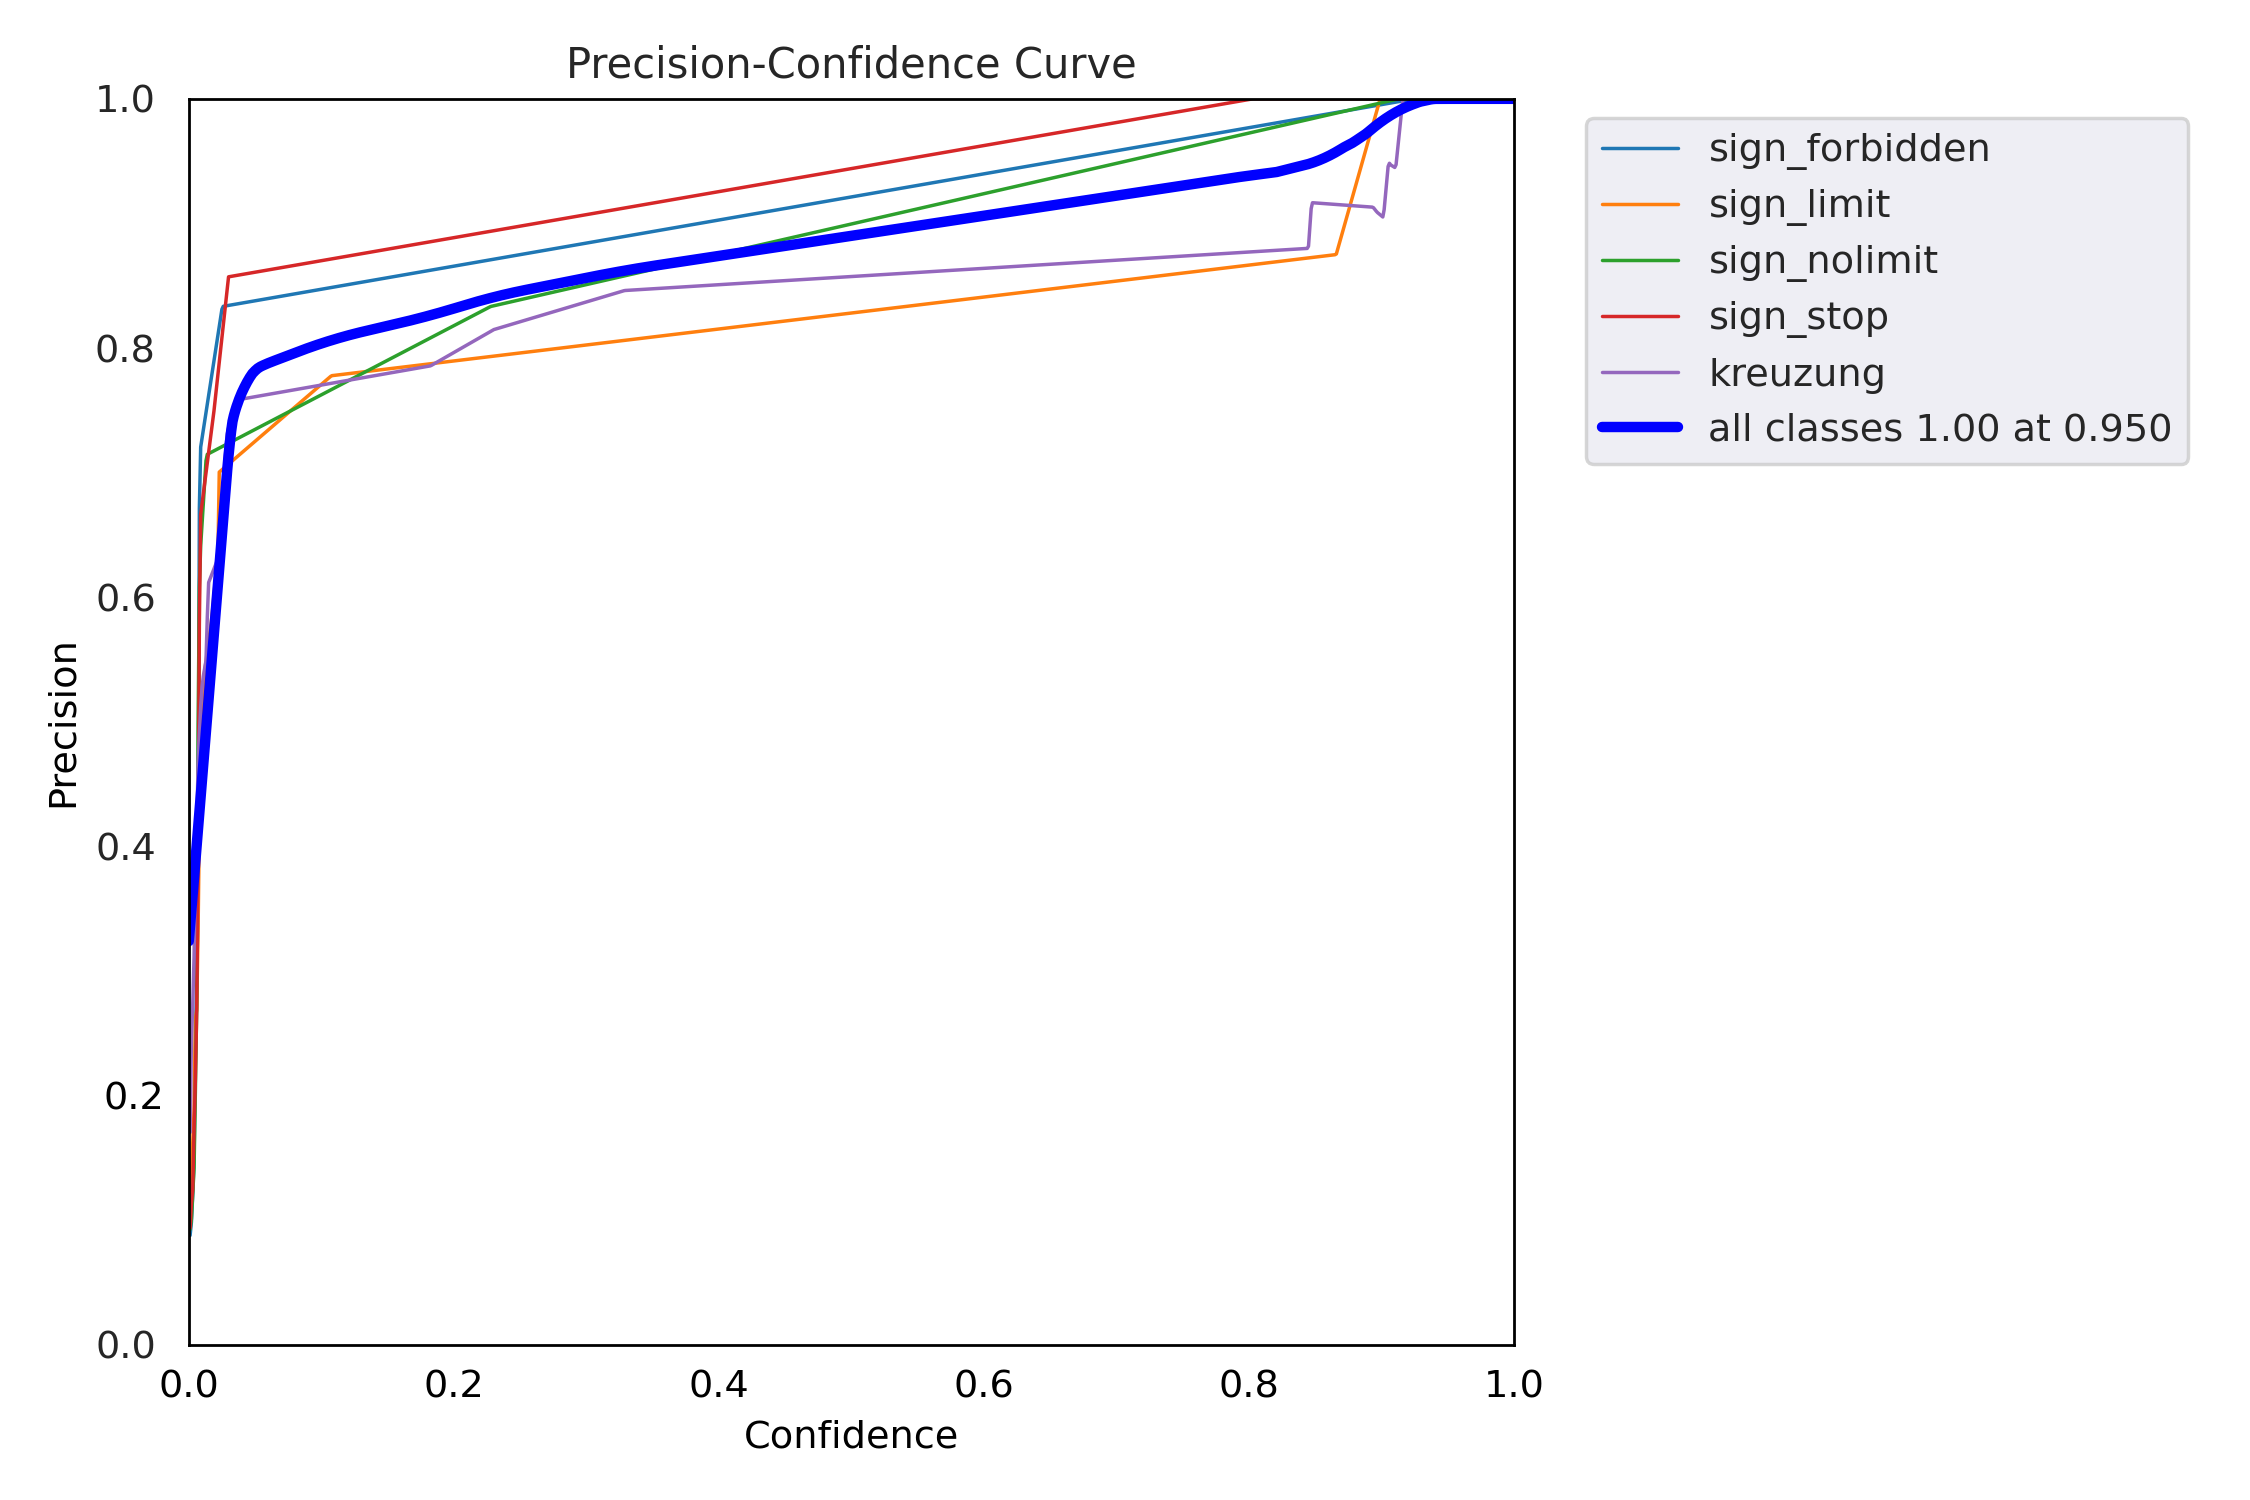 Precision-Confidence Curve
1.0
0.8
0.6
0.4
0.2
0.0
Precision
0.0 0.2 0.4 0.6 0.8 1.0
Confidence
sign_forbidden
sign_limit
sign_nolimit
sign_stop
kreuzung
all classes 1.00 at 0.950